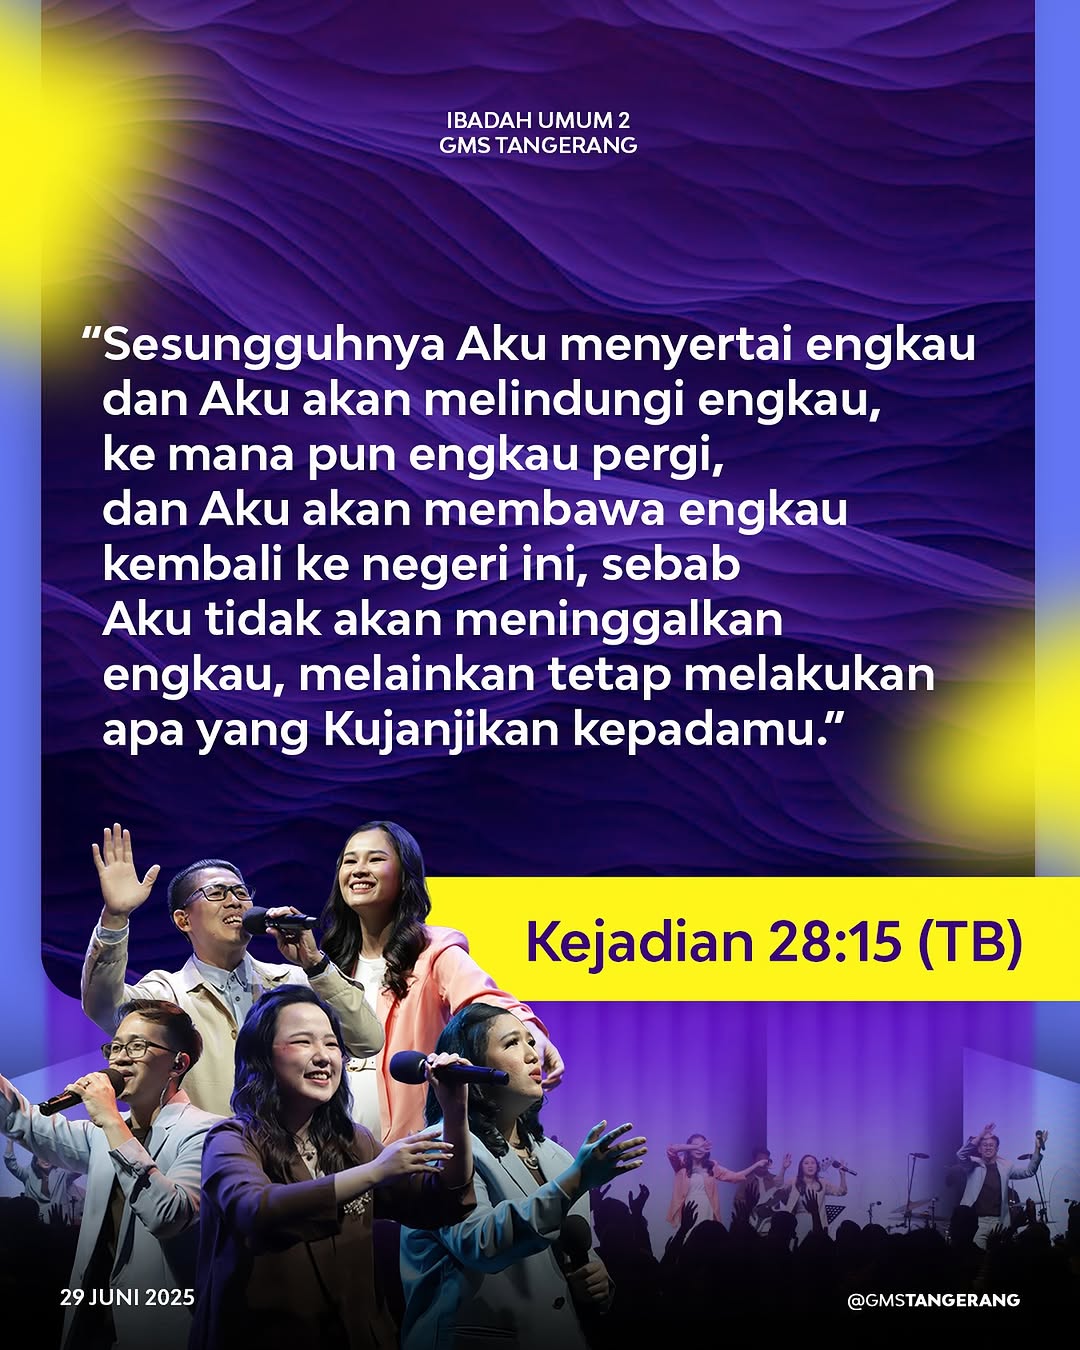 IBADAH UMUM 2
GMS TANGERANG
“Sesungguhnya Aku menyertai engkau
dan Aku akan melindungi engkau,
ke mana pun engkau pergi,
dan Aku akan membawa engkau
kembali ke negeri ini, sebab
Aku tidak akan meninggalkan
engkau, melainkan tetap melakukan
apa yang Kujanjikan kepadamu.”
Kejadian 28:15 (TB)
29 JUNI 2025
@GMSTANGERANG